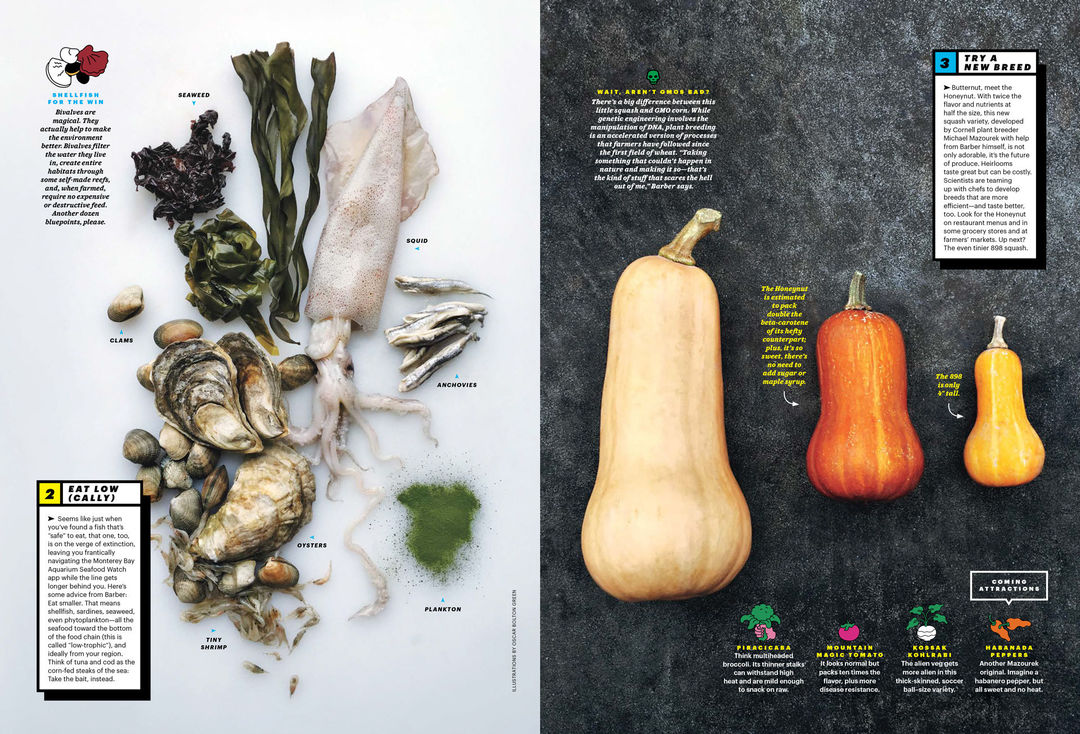 SHELLFISH
FOR THE WIN
Bivalves are
magical. They
actually help to make
the environment
better. Bivalves filter
the water they live
in, create entire
habitats through
some self-made reefs,
and, when farmed,
require no expensive
or destructive feed.
Another dozen
bluepoints, please.
SEAWEED
SQUID
CLAMS
ANCHOVIES
OYSTERS
PLANKTON
TINY
SHRIMP
2
EAT LOW
(CALLY)
➤ Seems like just when
you've found a fish that's
"safe" to eat, that one, too,
is on the verge of extinction,
leaving you frantically
navigating the Monterey Bay
Aquarium Seafood Watch
app while the line gets
longer behind you. Here's
some advice from Barber:
Eat smaller. That means
shellfish, sardines, seaweed,
even phytoplankton—all the
seafood toward the bottom
of the food chain (this is
called "low-trophic"), and
ideally from your region.
Think of tuna and cod as the
corn-fed steaks of the sea:
Take the bait, instead.
ILLUSTRATIONS BY OSCAR BOLTON GREEN
WAIT, AREN'T GMOS BAD?
There's a big difference between this
little squash and GMO corn. While
genetic engineering involves the
manipulation of DNA, plant breeding
is an accelerated version of processes
that farmers have followed since
the first field of wheat. "Taking
something that couldn't happen in
nature and making it so—that's
the kind of stuff that scares the hell
out of me," Barber says.
3
TRY A
NEW BREED
➤ Butternut, meet the
Honeynut. With twice the
flavor and nutrients at
half the size, this new
squash variety, developed
by Cornell plant breeder
Michael Mazourek with help
from Barber himself, is not
only adorable, it's the future
of produce. Heirlooms
taste great but can be costly.
Scientists are teaming
up with chefs to develop
breeds that are more
efficient—and taste better,
too. Look for the Honeynut
on restaurant menus and in
some grocery stores and at
farmers' markets. Up next?
The even tinier 898 squash.
The Honeynut
is estimated
to pack
double the
beta-carotene
of its hefty
counterpart;
plus, it's so
sweet, there's
no need to
add sugar or
maple syrup.
The 898
is only
4" tall.
COMING
ATTRACTIONS
PIRACICABA
Think multiheaded
broccoli. Its thinner stalks
can withstand high
heat and are mild enough
to snack on raw.
MOUNTAIN
MAGIC TOMATO
It looks normal but
packs ten times the
flavor, plus more
disease resistance.
KOSSAK
KOHLRABI
The alien veg gets
more alien in this
thick-skinned, soccer
ball–size variety.
HABANADA
PEPPERS
Another Mazourek
original. Imagine a
habanero pepper, but
all sweet and no heat.